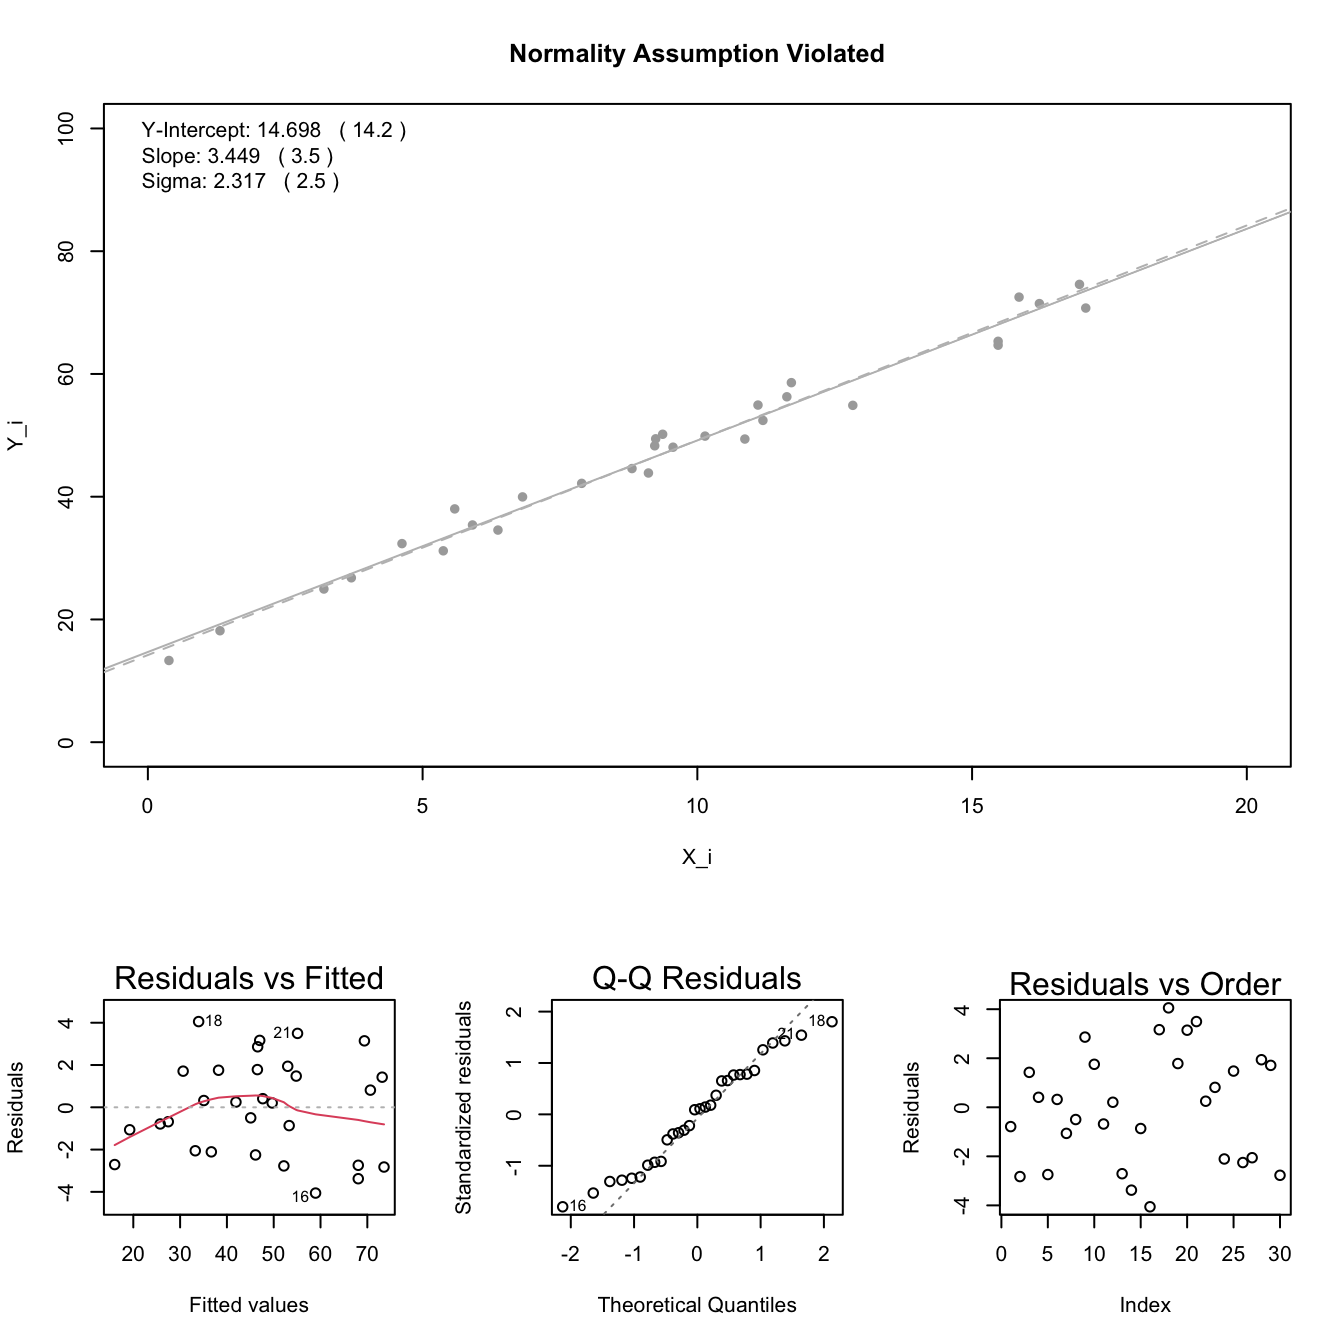 Normality Assumption Violated
Y-Intercept: 14.698 ( 14.2 )
Slope: 3.449 ( 3.5 )
Sigma: 2.317 ( 2.5 )
100
80
60
40
20
0
Y_i
0 5 10 15 20
X_i
Residuals vs Fitted
4
2
0
-2
-4
Residuals
18
21
16
20 30 40 50 60 70
Fitted values
Q-Q Residuals
2
1
0
-1
Standardized residuals
18
21
16
-2 -1 0 1 2
Theoretical Quantiles
Residuals vs Order
4
2
0
-2
-4
Residuals
0 5 10 15 20 25 30
Index